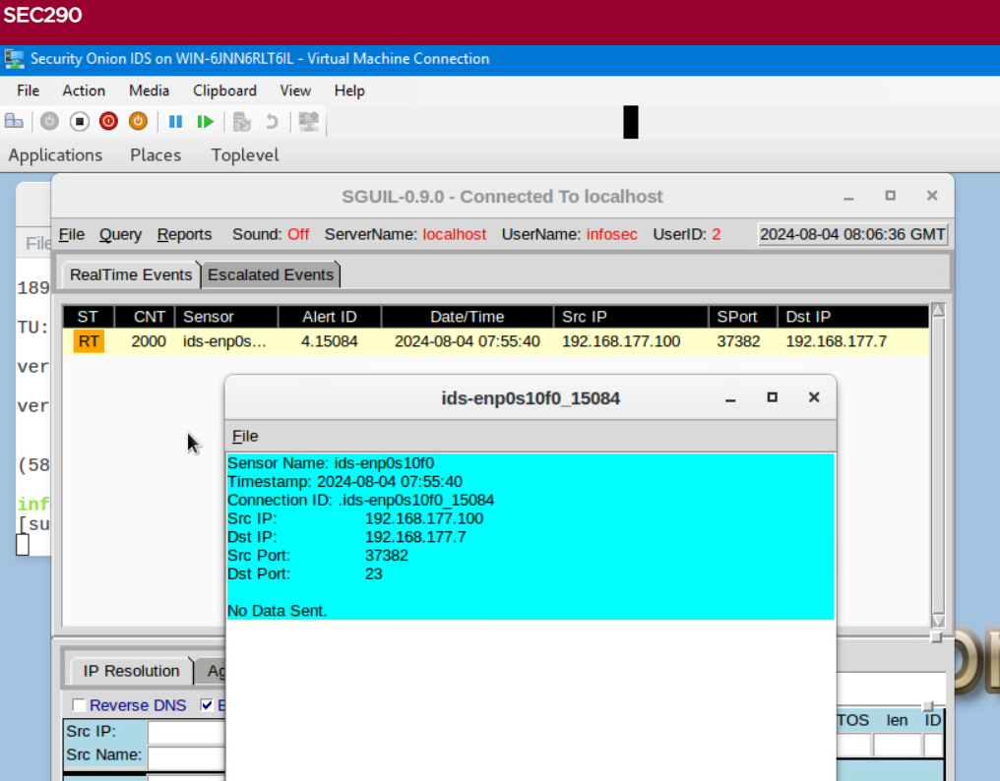 SEC290
Security Onion IDS on WIN-6JNN6RLT6IL - Virtual Machine Connection
File Action Media Clipboard View Help
Applications Places Toplevel
SGUIL-0.9.0 - Connected To localhost
File
File Query Reports Sound: Off ServerName: localhost UserName: infosec UserID: 2 2024-08-04 08:06:36 GMT
RealTime Events Escalated Events
189
TU:
ver
ver
(58
inf
[su
ST CNT Sensor Alert ID Date/Time Src IP SPort Dst IP
RT 2000 ids-enp0s... 4.15084 2024-08-04 07:55:40 192.168.177.100 37382 192.168.177.7
ids-enp0s10f0_15084
File
Sensor Name: ids-enp0s10f0
Timestamp: 2024-08-04 07:55:40
Connection ID: .ids-enp0s10f0_15084
Src IP: 192.168.177.100
Dst IP: 192.168.177.7
Src Port: 37382
Dst Port: 23
No Data Sent.
IP Resolution Ag
Reverse DNS E
Src IP:
Src Name:
TOS len ID